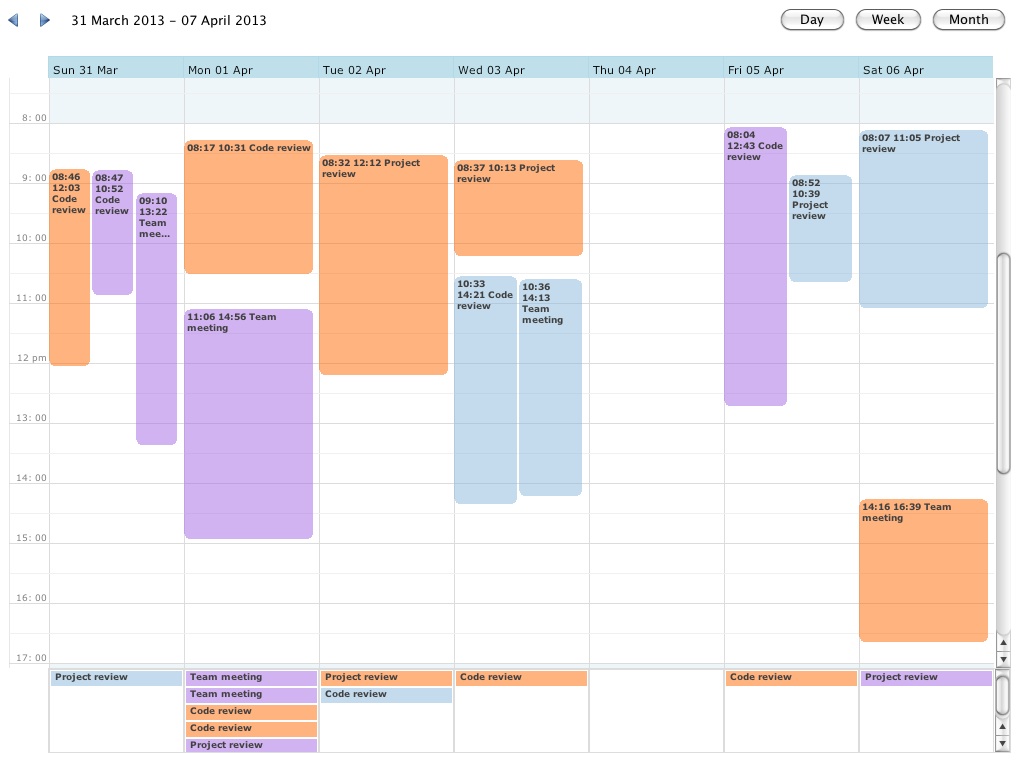 31 March 2013 – 07 April 2013
Day
Week
Month
Sun 31 Mar
Mon 01 Apr
Tue 02 Apr
Wed 03 Apr
Thu 04 Apr
Fri 05 Apr
Sat 06 Apr
8: 00
9: 00
10: 00
11: 00
12 pm
13: 00
14: 00
15: 00
16: 00
17: 00
08:46
12:03
Code
review
08:47
10:52
Code
review
09:10
13:22
Team
mee...
08:17 10:31 Code review
11:06 14:56 Team
meeting
08:32 12:12 Project
review
08:37 10:13 Project
review
10:33
14:21 Code
review
10:36
14:13
Team
meeting
08:04
12:43 Code
review
08:52
10:39
Project
review
08:07 11:05 Project
review
14:16 16:39 Team
meeting
Project review
Team meeting
Team meeting
Code review
Code review
Project review
Project review
Code review
Code review
Code review
Project review